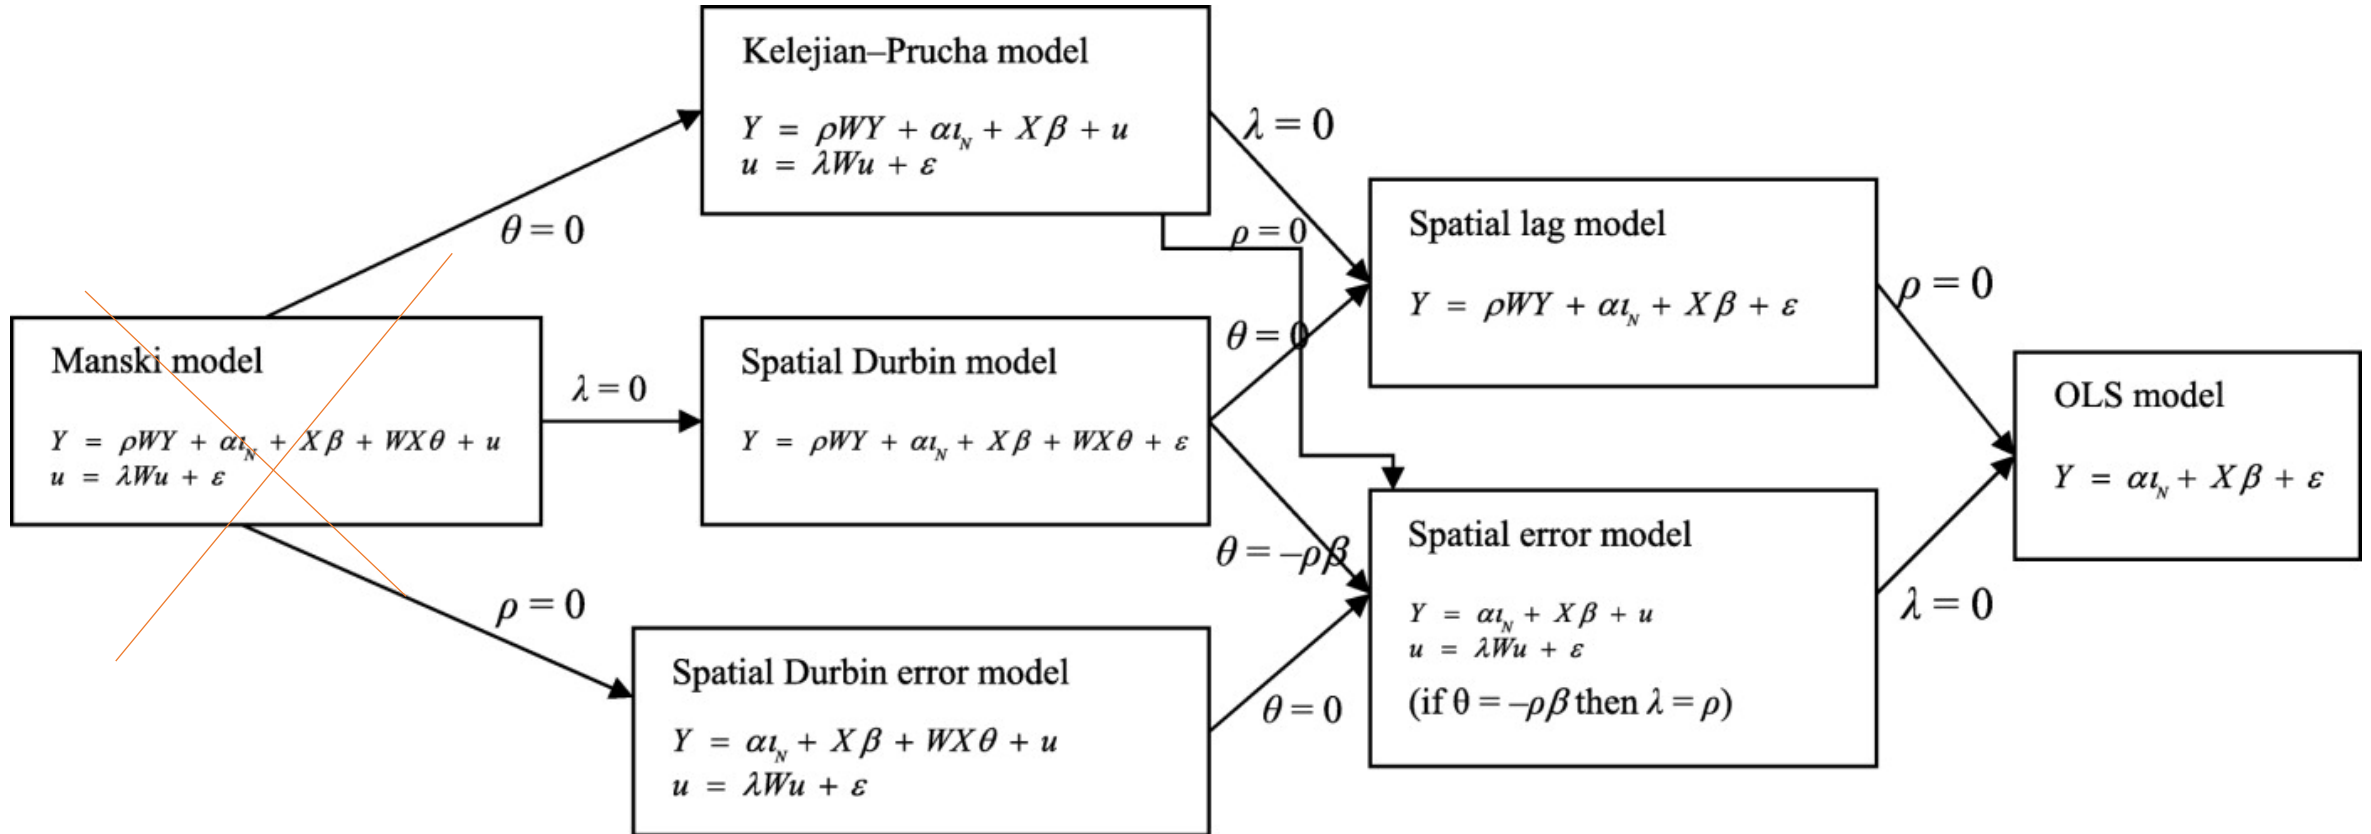 Kelejian–Prucha model
Y = ρWY + αι_N + Xβ + u
u = λWu + ε
θ = 0
λ = 0
ρ = 0
Manski model
Y = ρWY + αι_N + Xβ + WXθ + u
u = λWu + ε
λ = 0
Spatial Durbin model
Y = ρWY + αι_N + Xβ + WXθ + ε
θ = 0
θ = –ρβ
ρ = 0
Spatial Durbin error model
Y = αι_N + Xβ + WXθ + u
u = λWu + ε
θ = 0
Spatial lag model
Y = ρWY + αι_N + Xβ + ε
ρ = 0
Spatial error model
Y = αι_N + Xβ + u
u = λWu + ε
(if θ = –ρβ then λ = ρ)
λ = 0
OLS model
Y = αι_N + Xβ + ε